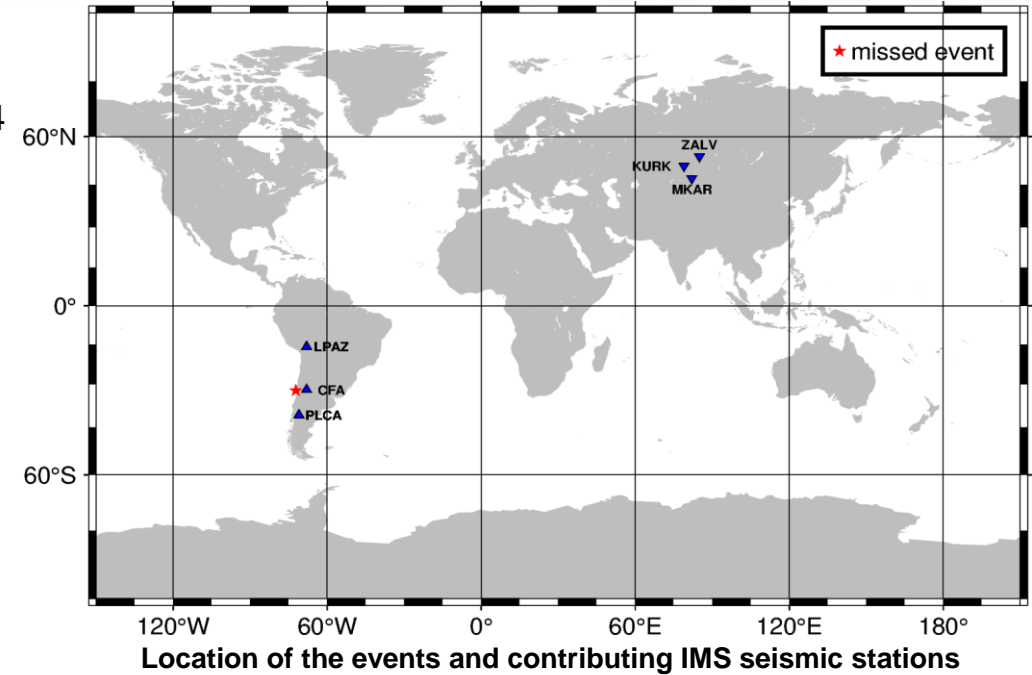 missed event
4
60°N
ZALV
KURK
MKAR
0°
LPAZ
CFA
PLCA
60°S
120°W 60°W 0° 60°E 120°E 180°
Location of the events and contributing IMS seismic stations